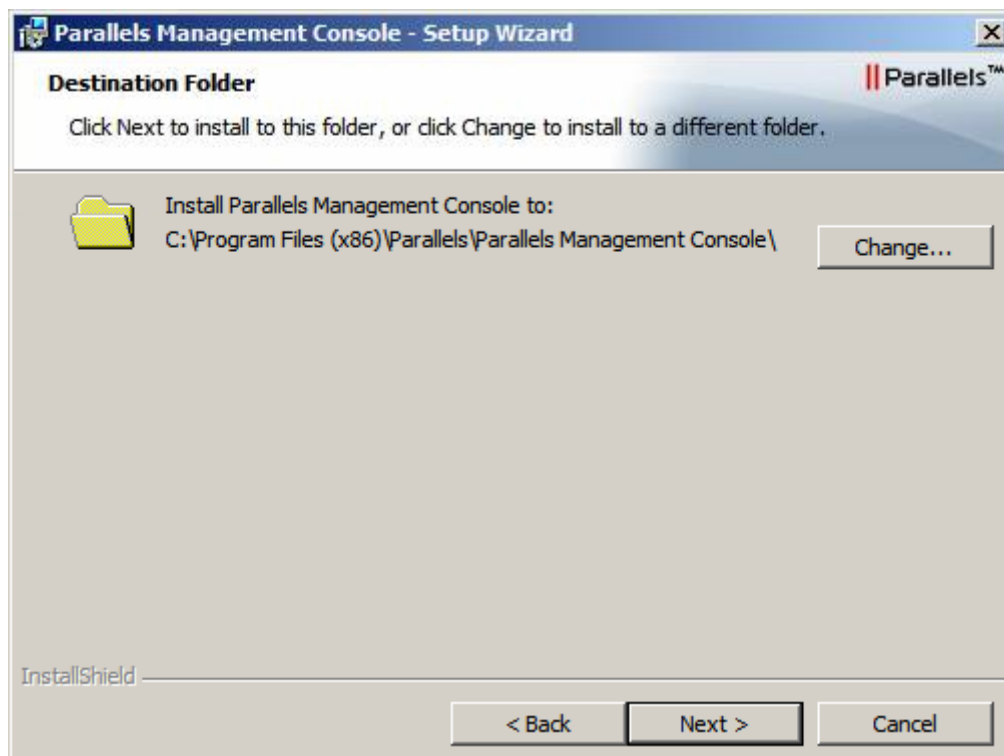 Parallels Management Console - Setup Wizard
Destination Folder
||Parallels™
Click Next to install to this folder, or click Change to install to a different folder.
Install Parallels Management Console to:
C:\Program Files (x86)\Parallels\Parallels Management Console\
Change...
InstallShield
< Back
Next >
Cancel